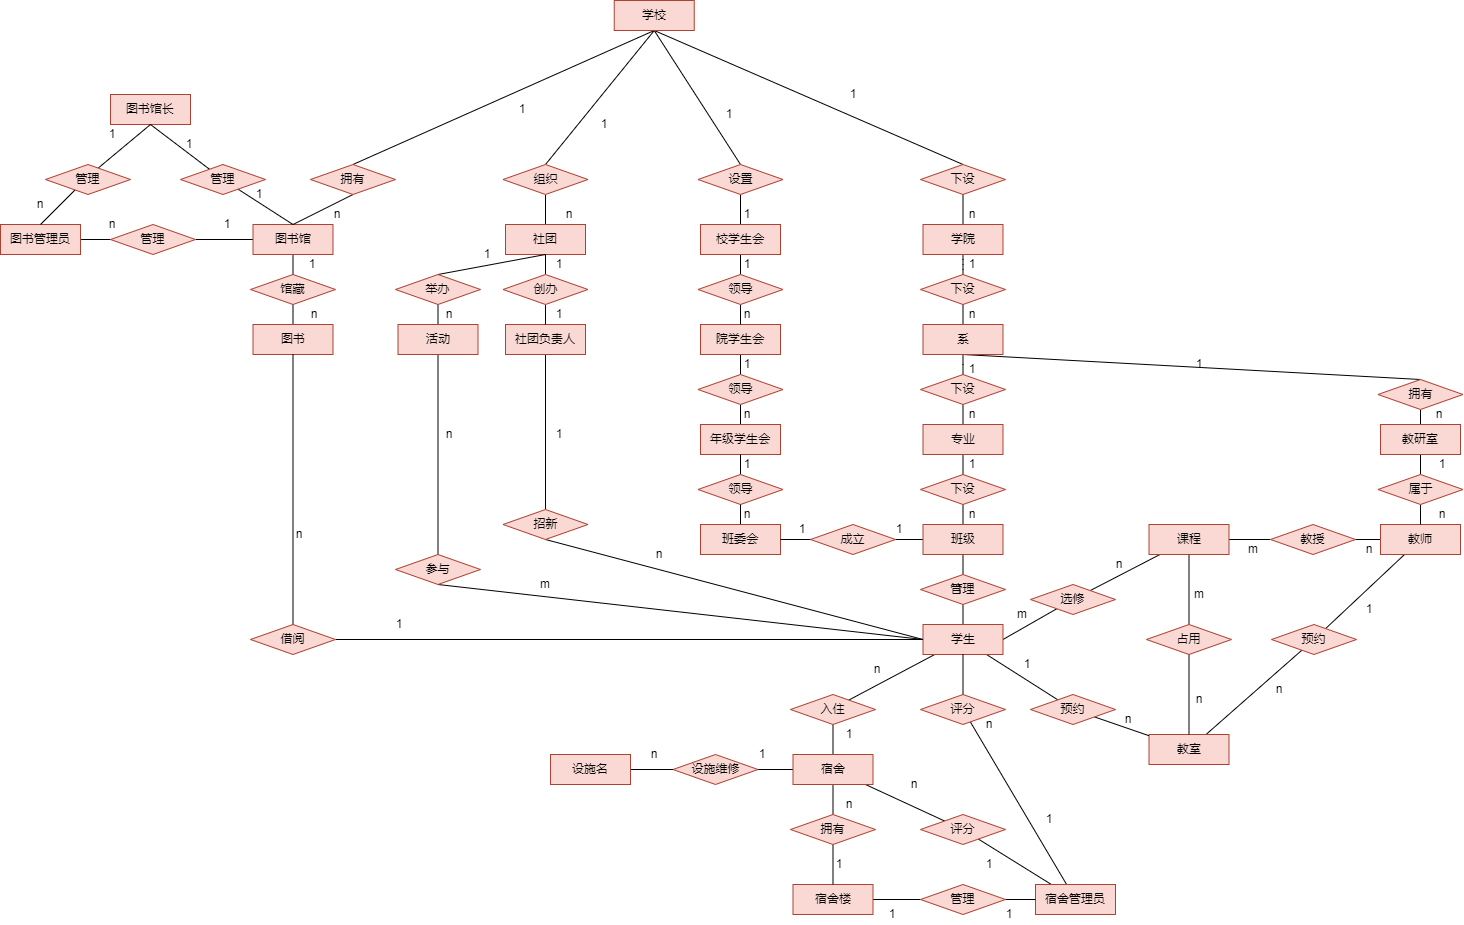 学校
1
1
1
1
图书馆长
1
1
管理
管理
拥有
组织
设置
下设
n
1
n
n
1
n
图书管理员
n
管理
1
图书馆
社团
校学生会
学院
1
1
1
1
1
馆藏
举办
创办
领导
下设
n
n
1
n
n
图书
活动
社团负责人
院学生会
系
1
1
1
领导
下设
拥有
n
n
n
n
1
年级学生会
专业
教研室
1
1
1
领导
下设
属于
n
n
n
招新
n
班委会
1
成立
1
班级
课程
m
教授
n
教师
n
m
n
参与
管理
选修
m
1
1
m
借阅
学生
占用
预约
n
1
n
n
入住
评分
预约
1
n
n
教室
设施名
n
设施维修
1
宿舍
n
n
拥有
评分
1
1
1
宿舍楼
1
管理
1
宿舍管理员